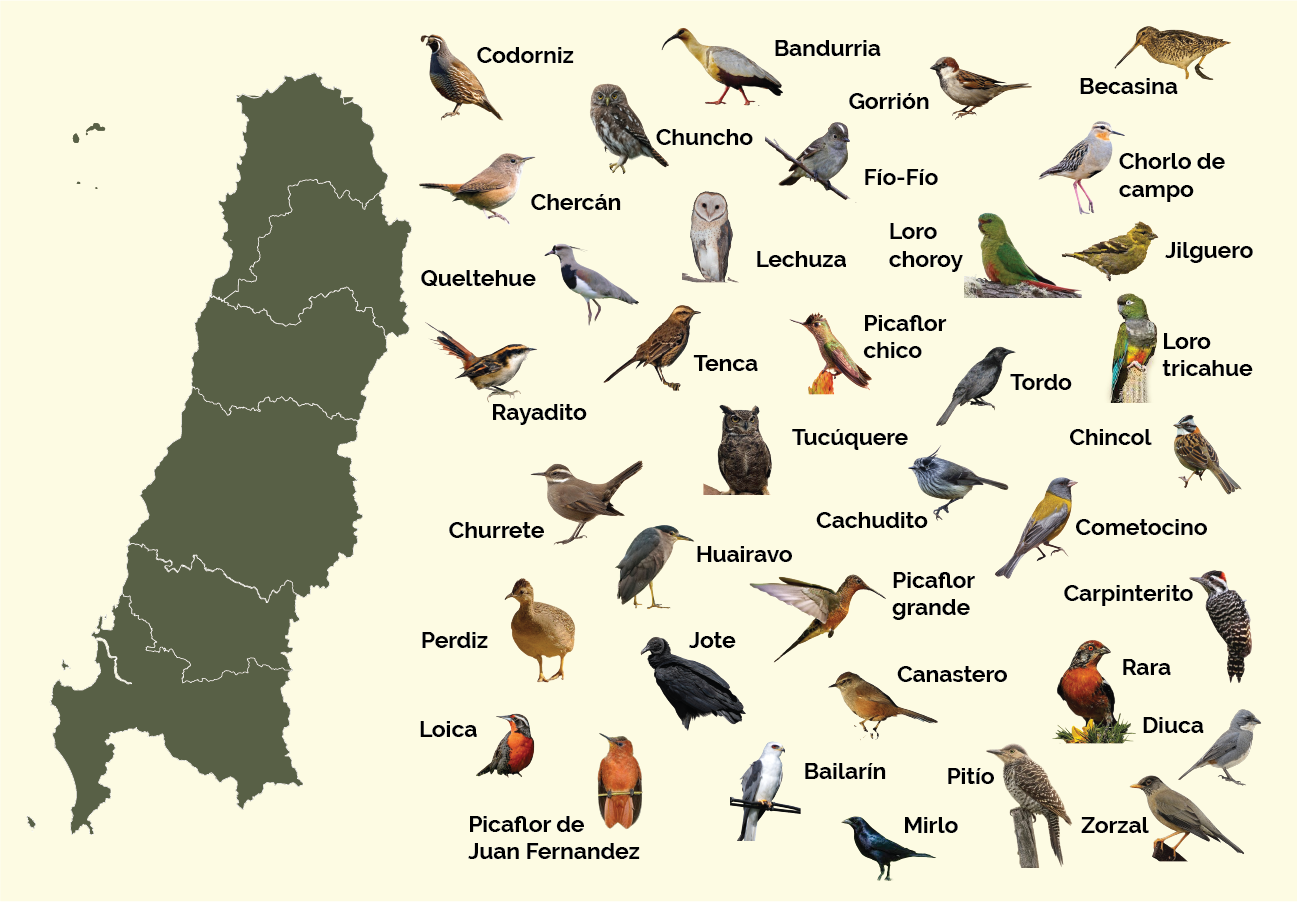 Codorniz
Bandurria
Gorrión
Becasina
Chuncho
Fío-Fío
Chorlo de
campo
Chercán
Lechuza
Loro
choroy
Jilguero
Queltehue
Tenca
Picaflor
chico
Tordo
Loro
tricahue
Rayadito
Tucúquere
Chincol
Churrete
Cachudito
Cometocino
Huairavo
Picaflor
grande
Carpinterito
Perdiz
Jote
Canastero
Rara
Loica
Diuca
Bailarín
Pitío
Picaflor de
Juan Fernandez
Mirlo
Zorzal